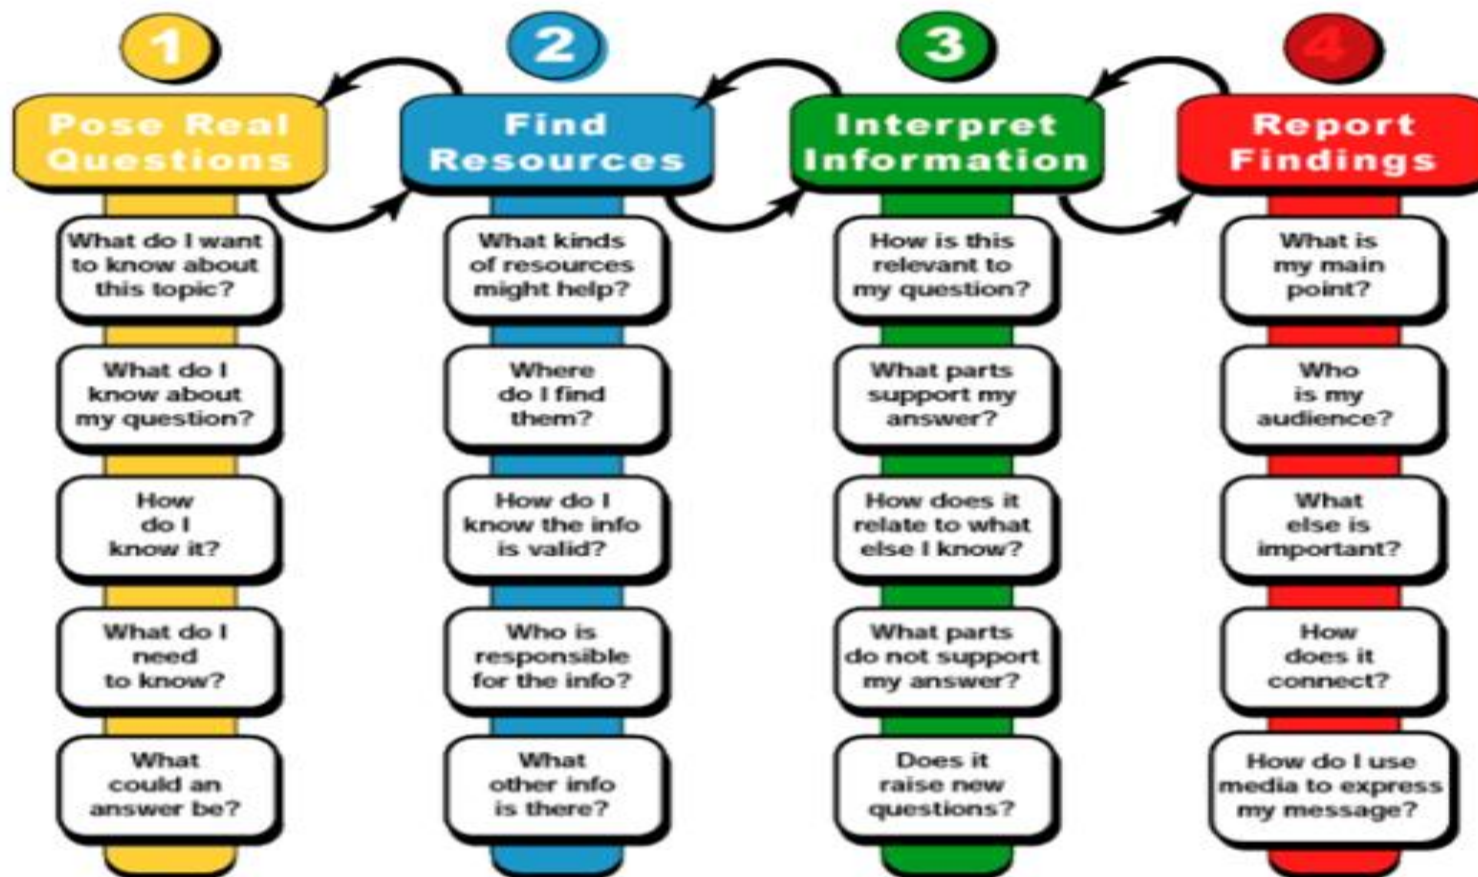 1
Pose Real
Questions
What do I want
to know about
this topic?
What do I
know about
my question?
How
do I
know it?
What do I
need
to know?
What
could an
answer be?
2
Find
Resources
What kinds
of resources
might help?
Where
do I find
them?
How do I
know the info
is valid?
Who is
responsible
for the info?
What
other info
is there?
3
Interpret
Information
How is this
relevant to
my question?
What parts
support my
answer?
How does it
relate to what
else I know?
What parts
do not support
my answer?
Does it
raise new
questions?
4
Report
Findings
What is
my main
point?
Who
is my
audience?
What
else is
important?
How
does it
connect?
How do I use
media to express
my message?